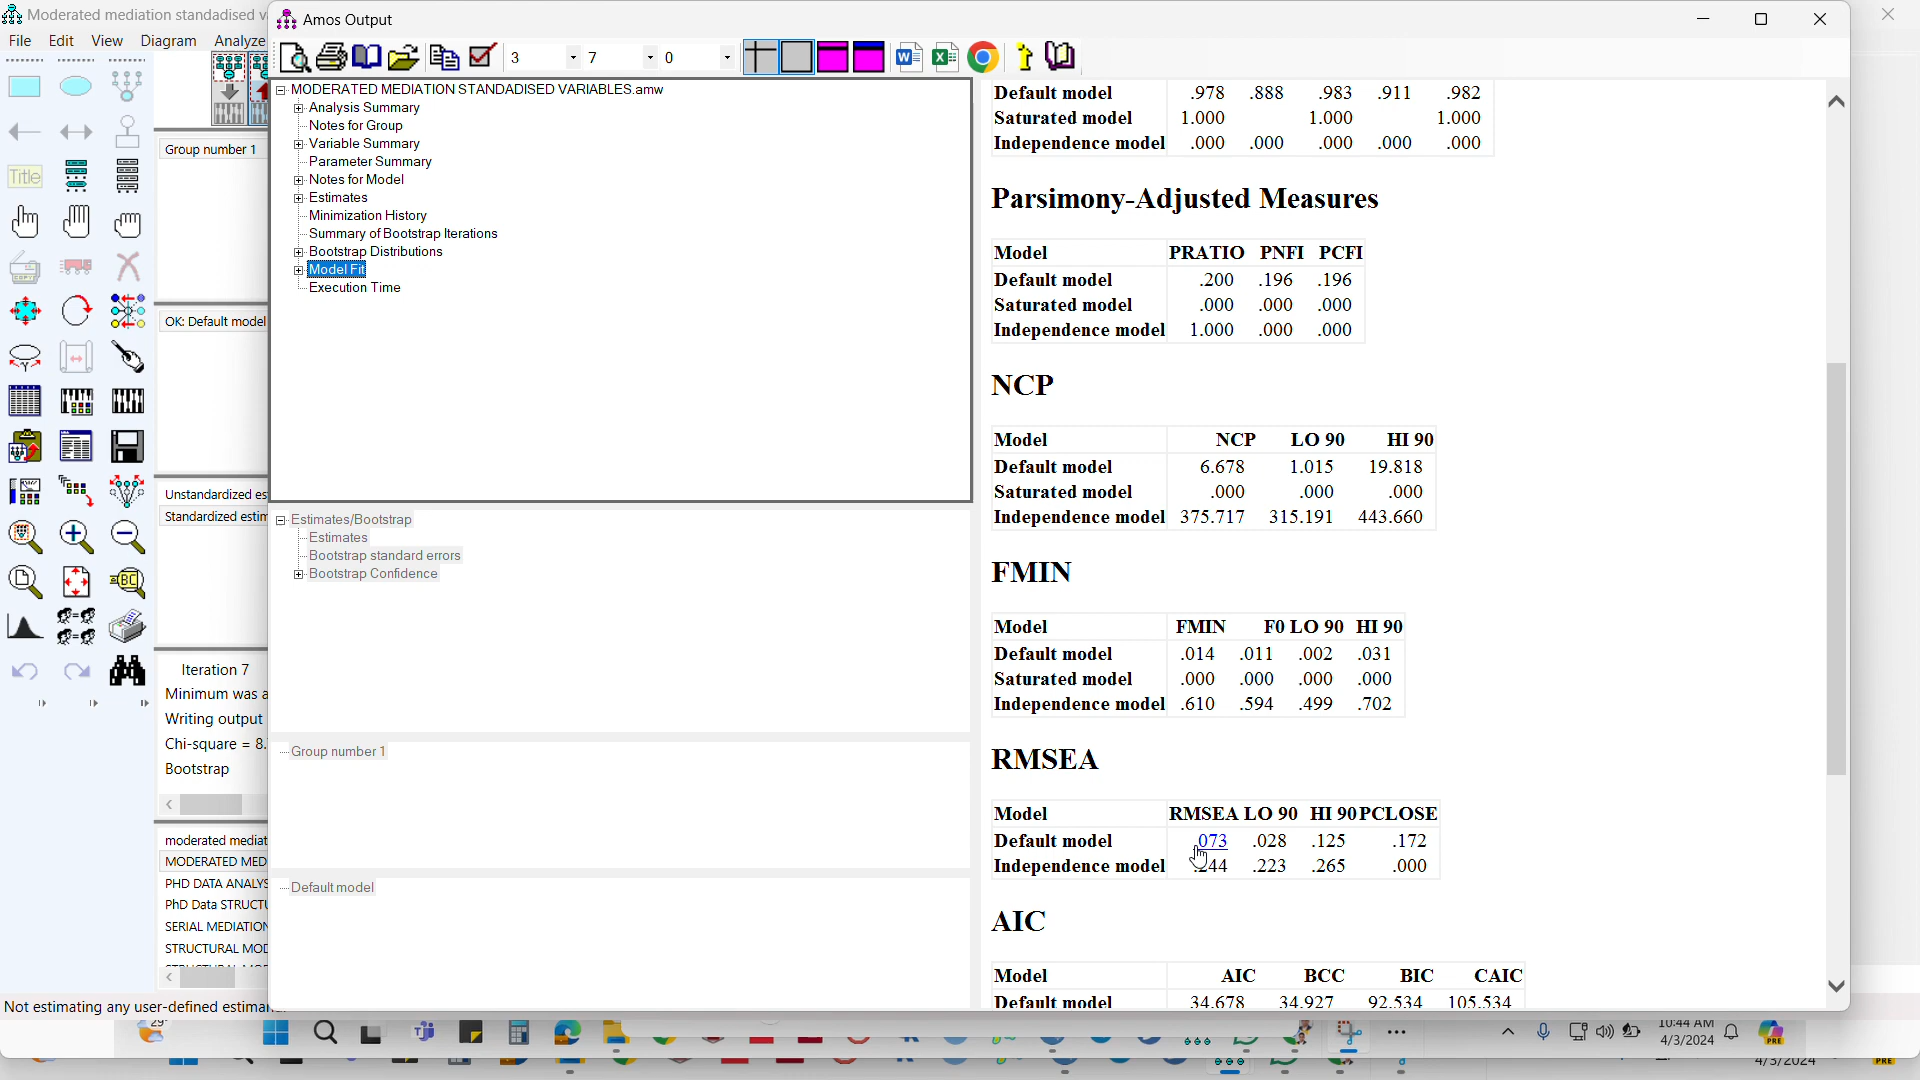 Moderated mediation standadised v
File Edit View Diagram Analyze
Title
Group number 1
OK: Default model
Unstandardized es
Standardized estim
Iteration 7
Minimum was a
Writing output
Chi-square = 8.
Bootstrap
moderated mediat
MODERATED MED
PHD DATA ANALYS
PhD Data STRUCTU
SERIAL MEDIATION
STRUCTURAL MOD
Not estimating any user-defined estimand
Amos Output
3 7 0
MODERATED MEDIATION STANDADISED VARIABLES.amw
Analysis Summary
Notes for Group
Variable Summary
Parameter Summary
Notes for Model
Estimates
Minimization History
Summary of Bootstrap Iterations
Bootstrap Distributions
Model Fit
Execution Time
Estimates/Bootstrap
Estimates
Bootstrap standard errors
Bootstrap Confidence
Group number 1
Default model
Default model .978 .888 .983 .911 .982
Saturated model 1.000 1.000 1.000
Independence model .000 .000 .000 .000 .000
Parsimony-Adjusted Measures
Model PRATIO PNFI PCFI
Default model .200 .196 .196
Saturated model .000 .000 .000
Independence model 1.000 .000 .000
NCP
Model NCP LO 90 HI 90
Default model 6.678 1.015 19.818
Saturated model .000 .000 .000
Independence model 375.717 315.191 443.660
FMIN
Model FMIN F0 LO 90 HI 90
Default model .014 .011 .002 .031
Saturated model .000 .000 .000 .000
Independence model .610 .594 .499 .702
RMSEA
Model RMSEA LO 90 HI 90 PCLOSE
Default model .073 .028 .125 .172
Independence model .244 .223 .265 .000
AIC
Model AIC BCC BIC CAIC
Default model 34.678 34.927 92.534 105.534
29°
10:44 AM
4/3/2024
PRE
4/3/2024
PRE